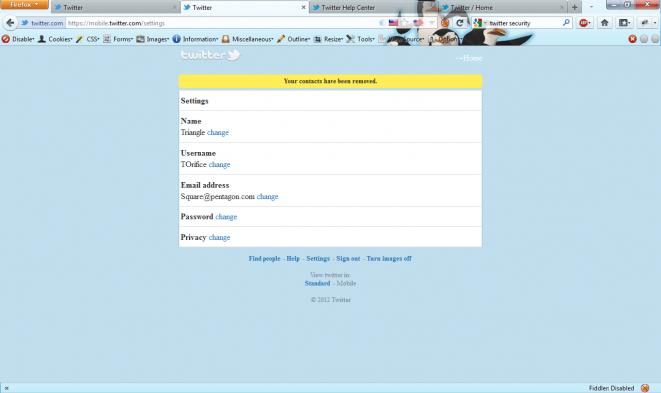 Firefox
Twitter
Twitter
Twitter Help Center
Twitter / Home
twitter.com https://mobile.twitter.com/settings
twitter security
Disable Cookies CSS Forms Images Information Miscellaneous Outline Resize Tools Source Options
twitter
Home
Your contacts have been removed.
Settings
Name
Triangle change
Username
TOrifice change
Email address
Square@pentagon.com change
Password change
Privacy change
Find people - Help - Settings - Sign out - Turn images off
View twitter in:
Standard - Mobile
© 2012 Twitter
Fiddler: Disabled